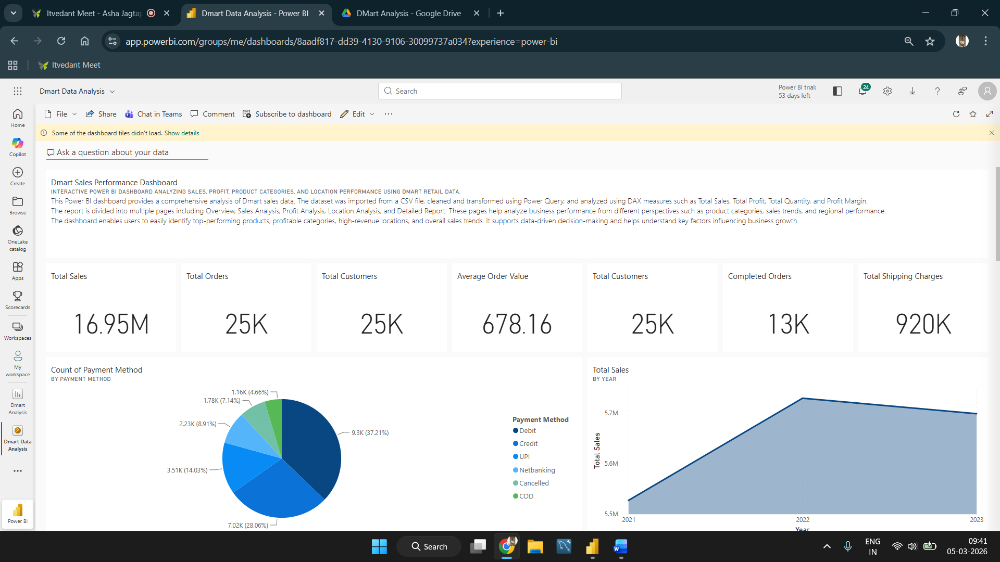 Itvedant Meet - Asha Jagta
Dmart Data Analysis - Power BI
DMart Analysis - Google Drive
app.powerbi.com/groups/me/dashboards/8aadf817-dd39-4130-9106-30099737a034?experience=power-bi
Itvedant Meet
Dmart Data Analysis
Search
Power BI trial:
53 days left
24
File
Share
Chat in Teams
Comment
Subscribe to dashboard
Edit
Some of the dashboard tiles didn't load. Show details
Ask a question about your data
Home
Copilot
Create
Browse
OneLake
catalog
Apps
Scorecards
Workspaces
My
workspace
Dmart
Analysis
Dmart Data
Analysis
Power BI
Dmart Sales Performance Dashboard
INTERACTIVE POWER BI DASHBOARD ANALYZING SALES, PROFIT, PRODUCT CATEGORIES, AND LOCATION PERFORMANCE USING DMART RETAIL DATA.
This Power BI dashboard provides a comprehensive analysis of Dmart sales data. The dataset was imported from a CSV file, cleaned and transformed using Power Query, and analyzed using DAX measures such as Total Sales, Total Profit, Total Quantity, and Profit Margin.
The report is divided into multiple pages including Overview, Sales Analysis, Profit Analysis, Location Analysis, and Detailed Report. These pages help analyze business performance from different perspectives such as product categories, sales trends, and regional performance.
The dashboard enables users to easily identify top-performing products, profitable categories, high-revenue locations, and overall sales trends. It supports data-driven decision-making and helps understand key factors influencing business growth.
Total Sales
16.95M
Total Orders
25K
Total Customers
25K
Average Order Value
678.16
Total Customers
25K
Completed Orders
13K
Total Shipping Charges
920K
Count of Payment Method
BY PAYMENT METHOD
1.16K (4.66%)
1.78K (7.14%)
2.23K (8.91%)
9.3K (37.21%)
3.51K (14.03%)
7.02K (28.06%)
Payment Method
Debit
Credit
UPI
Netbanking
Cancelled
COD
Total Sales
BY YEAR
Total Sales
5.7M
5.6M
5.5M
2021
2022
2023
Year
Search
ENG
IN
09:41
05-03-2026